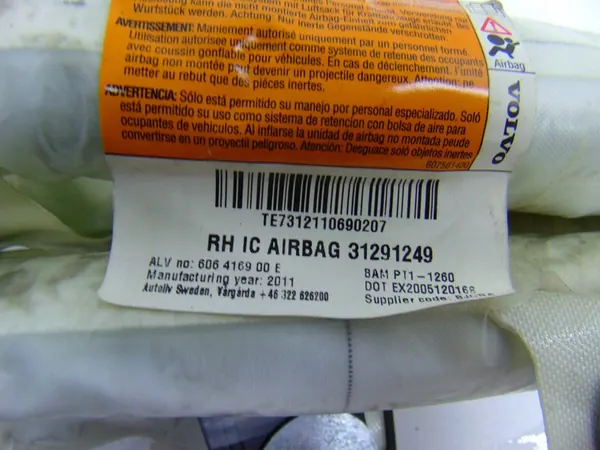 Wurfstück werden. Achtung: Nur inerte Gegenstände verschrotten.
AVERTISSEMENT: Maniement autorisé uniquement par un personnel formé
Utilisation autorisée uniquement comme système de retenue des occupants
avec coussin gonflable pour véhicules. En cas de déclenchement, l'unité
airbag non montée peut devenir un projectile dangereux. Attention: ne
mettre au rebut que des pièces inertes.
ADVERTENCIA: Sólo está permitido su manejo por personal especializado. Sólo
está permitido su uso como sistema de retención con bolsa de aire para
ocupantes de vehículos. Al inflarse la unidad de airbag no montada peude
convertirse en un proyectil peligroso. Atención: Desguace soló objetos inertes
607581400
Airbag
VOLVO
TE7312110690207
RH IC AIRBAG 31291249
ALV no: 606 4169 00 E
Manufacturing year: 2011
Autoliv Sweden, Vårgårda +46 322 626200
BAM PT1-1260
DOT EX2005120168
Supplier code: